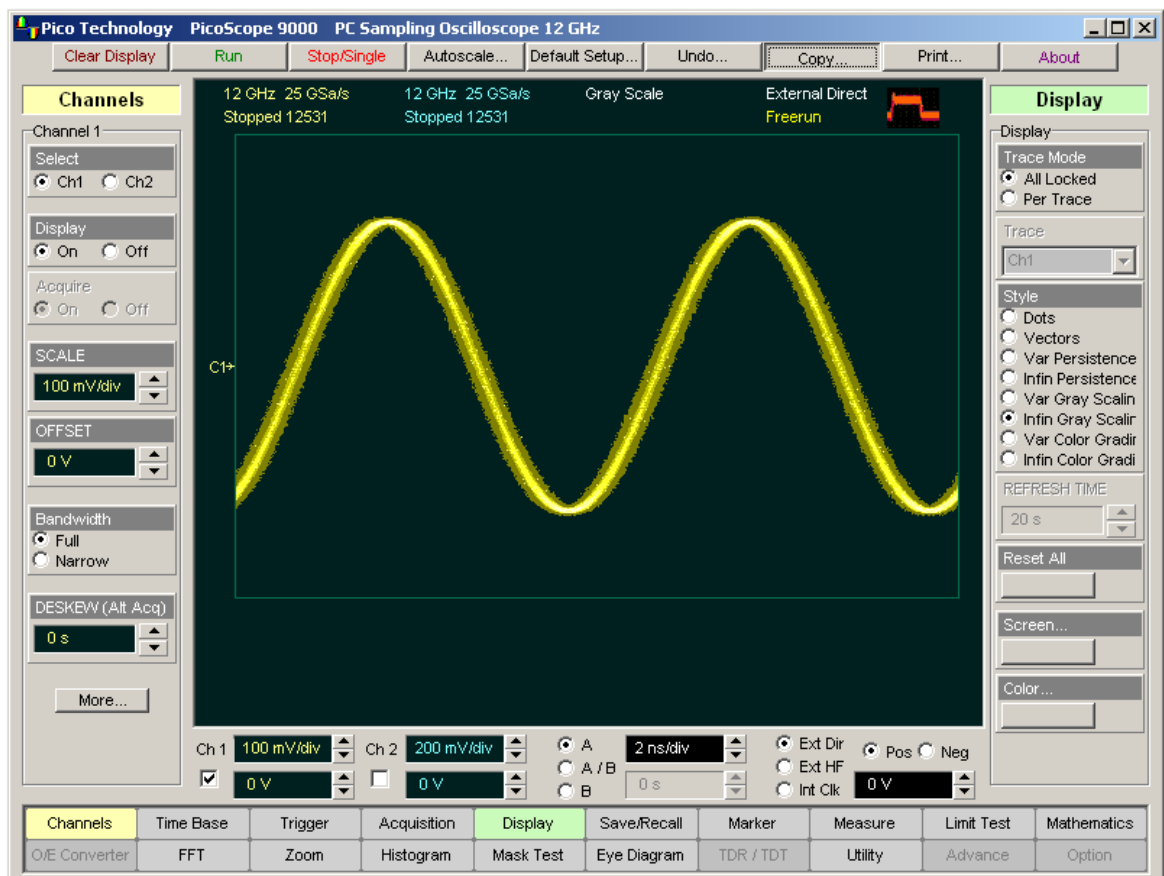 Pico Technology PicoScope 9000 PC Sampling Oscilloscope 12 GHz
Clear Display Run Stop/Single Autoscale... Default Setup... Undo... Copy... Print... About
Channels
Channel 1
Select
Ch1 Ch2
Display
On Off
Acquire
On Off
SCALE
100 mV/div
OFFSET
0 V
Bandwidth
Full
Narrow
DESKEW (Alt Acq)
0 s
More...
12 GHz 25 GSa/s 12 GHz 25 GSa/s Gray Scale External Direct
Stopped 12531 Stopped 12531 Freerun
C1
Display
Display
Trace Mode
All Locked
Per Trace
Trace
Ch1
Style
Dots
Vectors
Var Persistence
Infin Persistence
Var Gray Scalin
Infin Gray Scalin
Var Color Gradin
Infin Color Gradi
REFRESH TIME
20 s
Reset All
Screen...
Color...
Ch 1 100 mV/div Ch 2 200 mV/div A 2 ns/div Ext Dir Pos Neg
A / B Ext HF
0 V 0 V B 0 s Int Clk 0 V
Channels Time Base Trigger Acquisition Display Save/Recall Marker Measure Limit Test Mathematics
O/E Converter FFT Zoom Histogram Mask Test Eye Diagram TDR / TDT Utility Advance Option